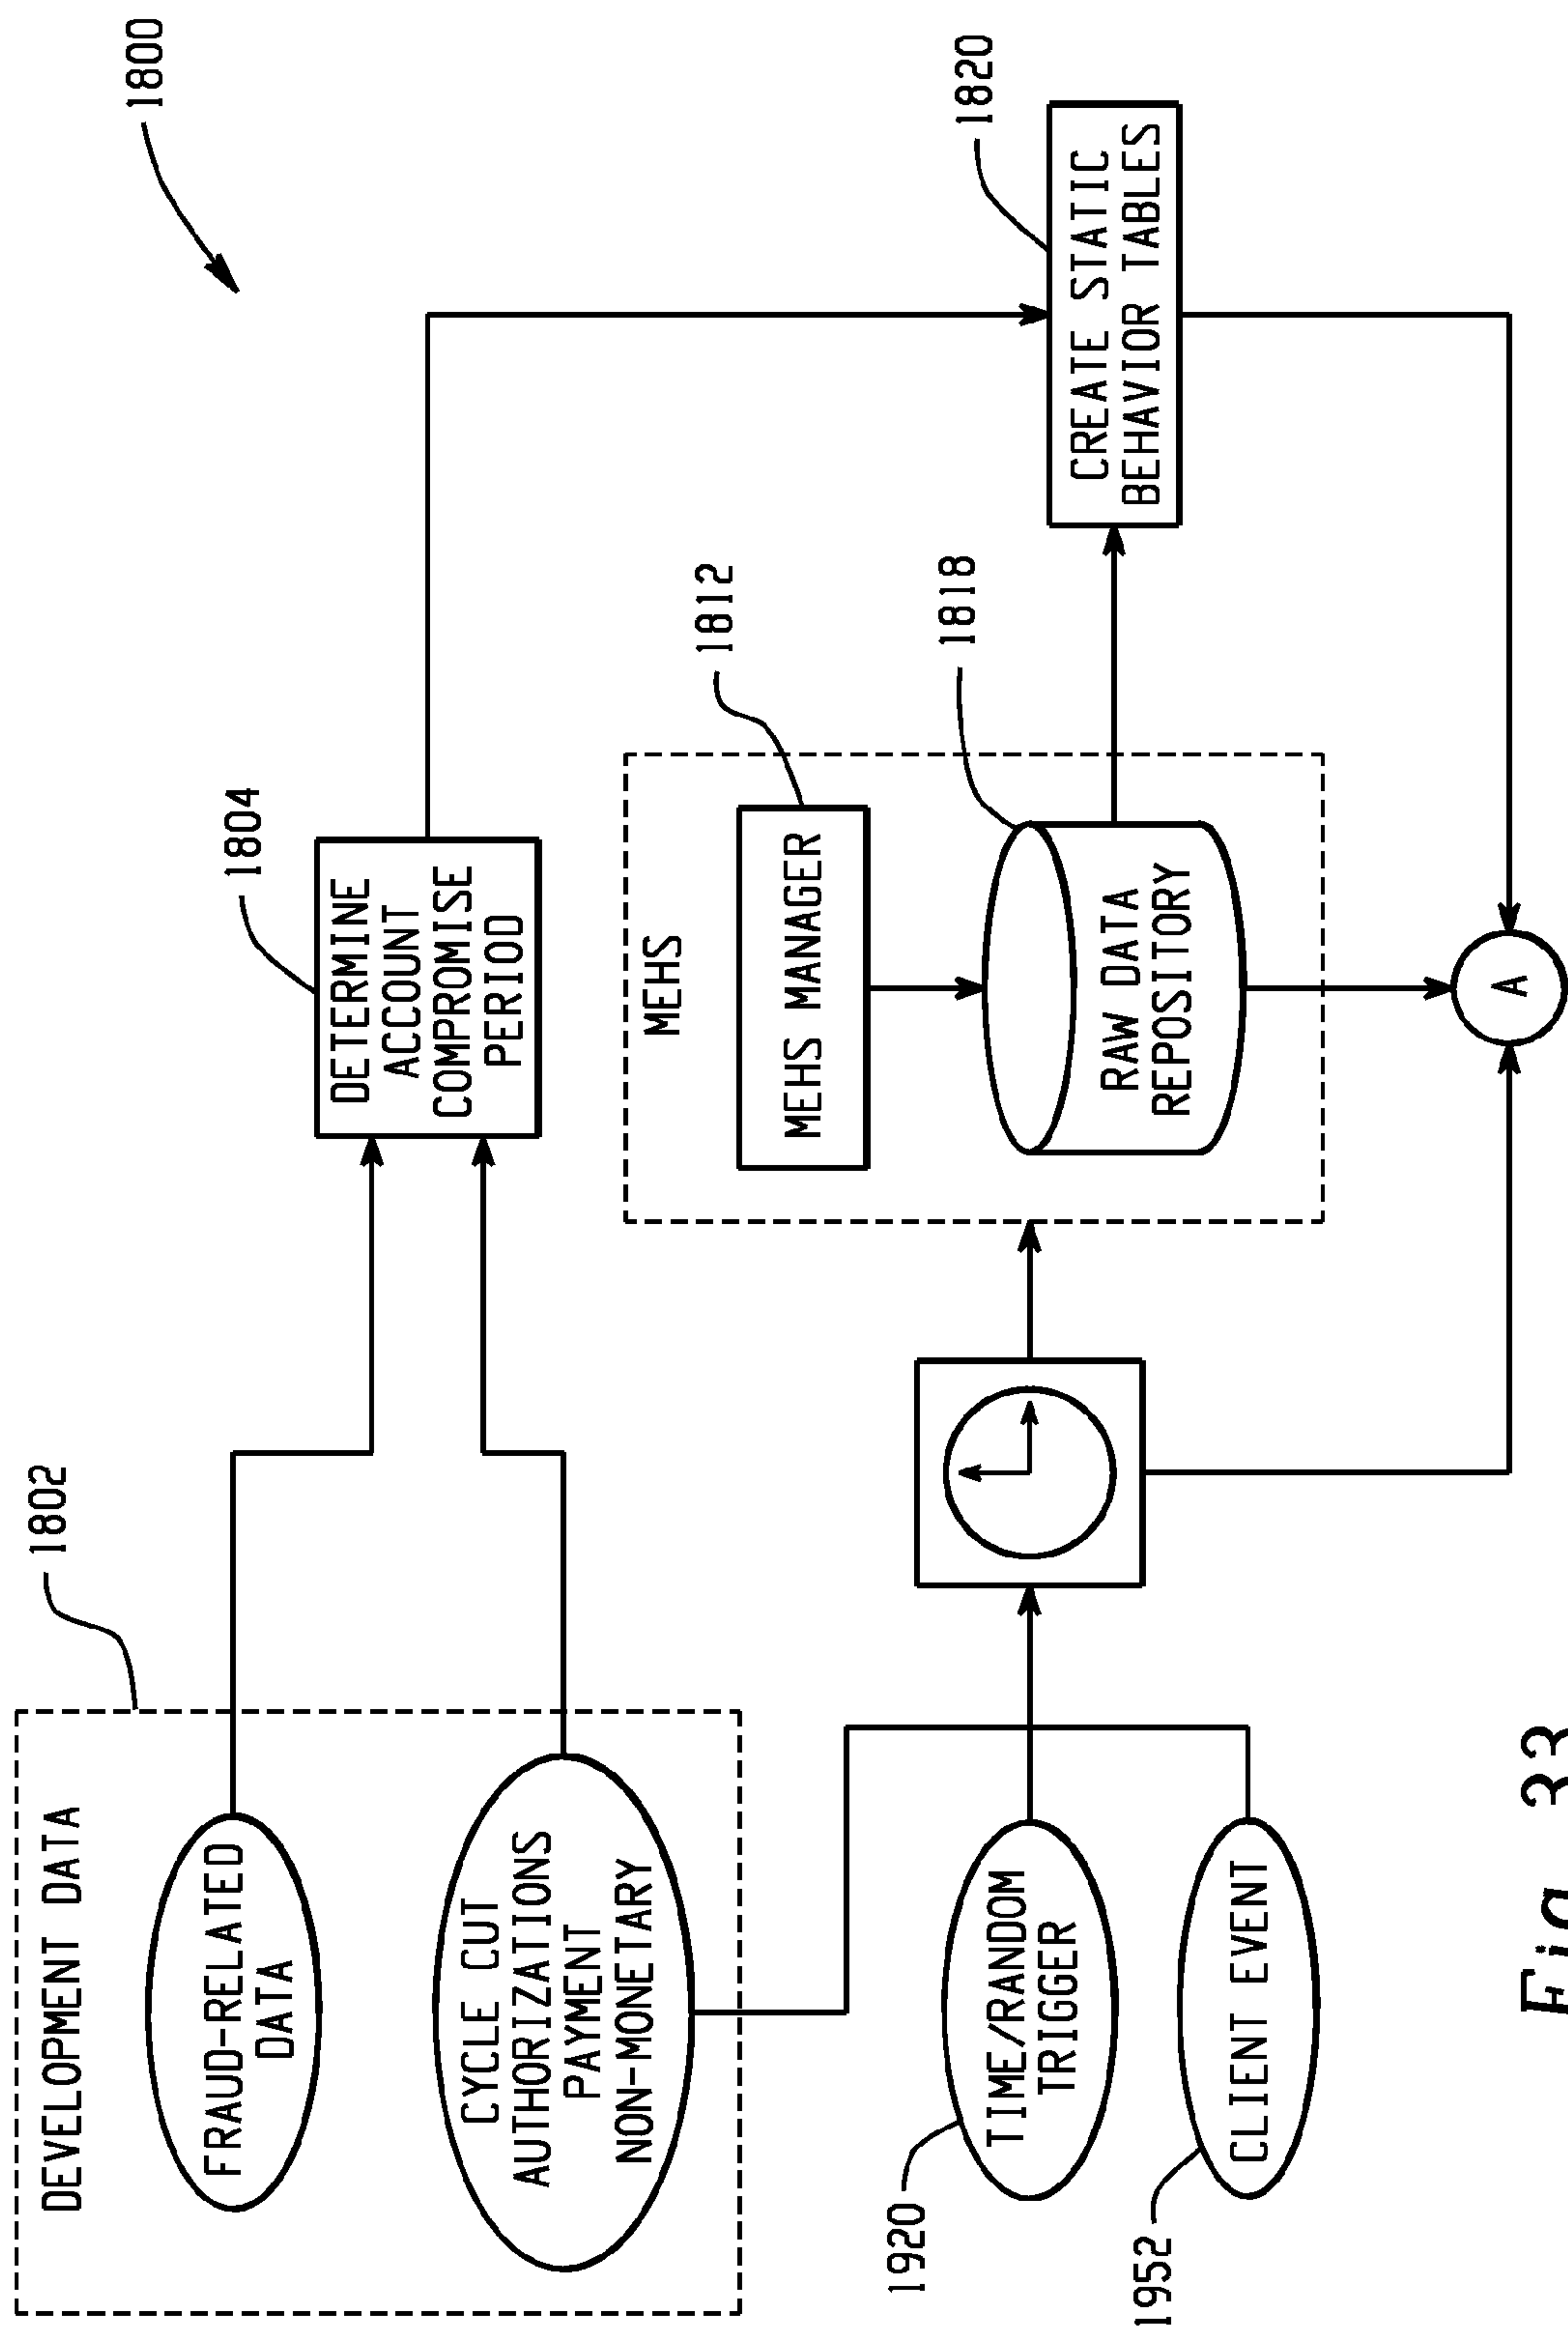 1800
1802
DEVELOPMENT DATA
FRAUD-RELATED
DATA
CYCLE CUT
AUTHORIZATIONS
PAYMENT
NON-MONETARY
1804
DETERMINE
ACCOUNT
COMPROMISE
PERIOD
1920
TIME/RANDOM
TRIGGER
1952
CLIENT EVENT
MEHS
1812
MEHS MANAGER
1818
RAW DATA
REPOSITORY
1820
CREATE STATIC
BEHAVIOR TABLES
A
Fig. 33